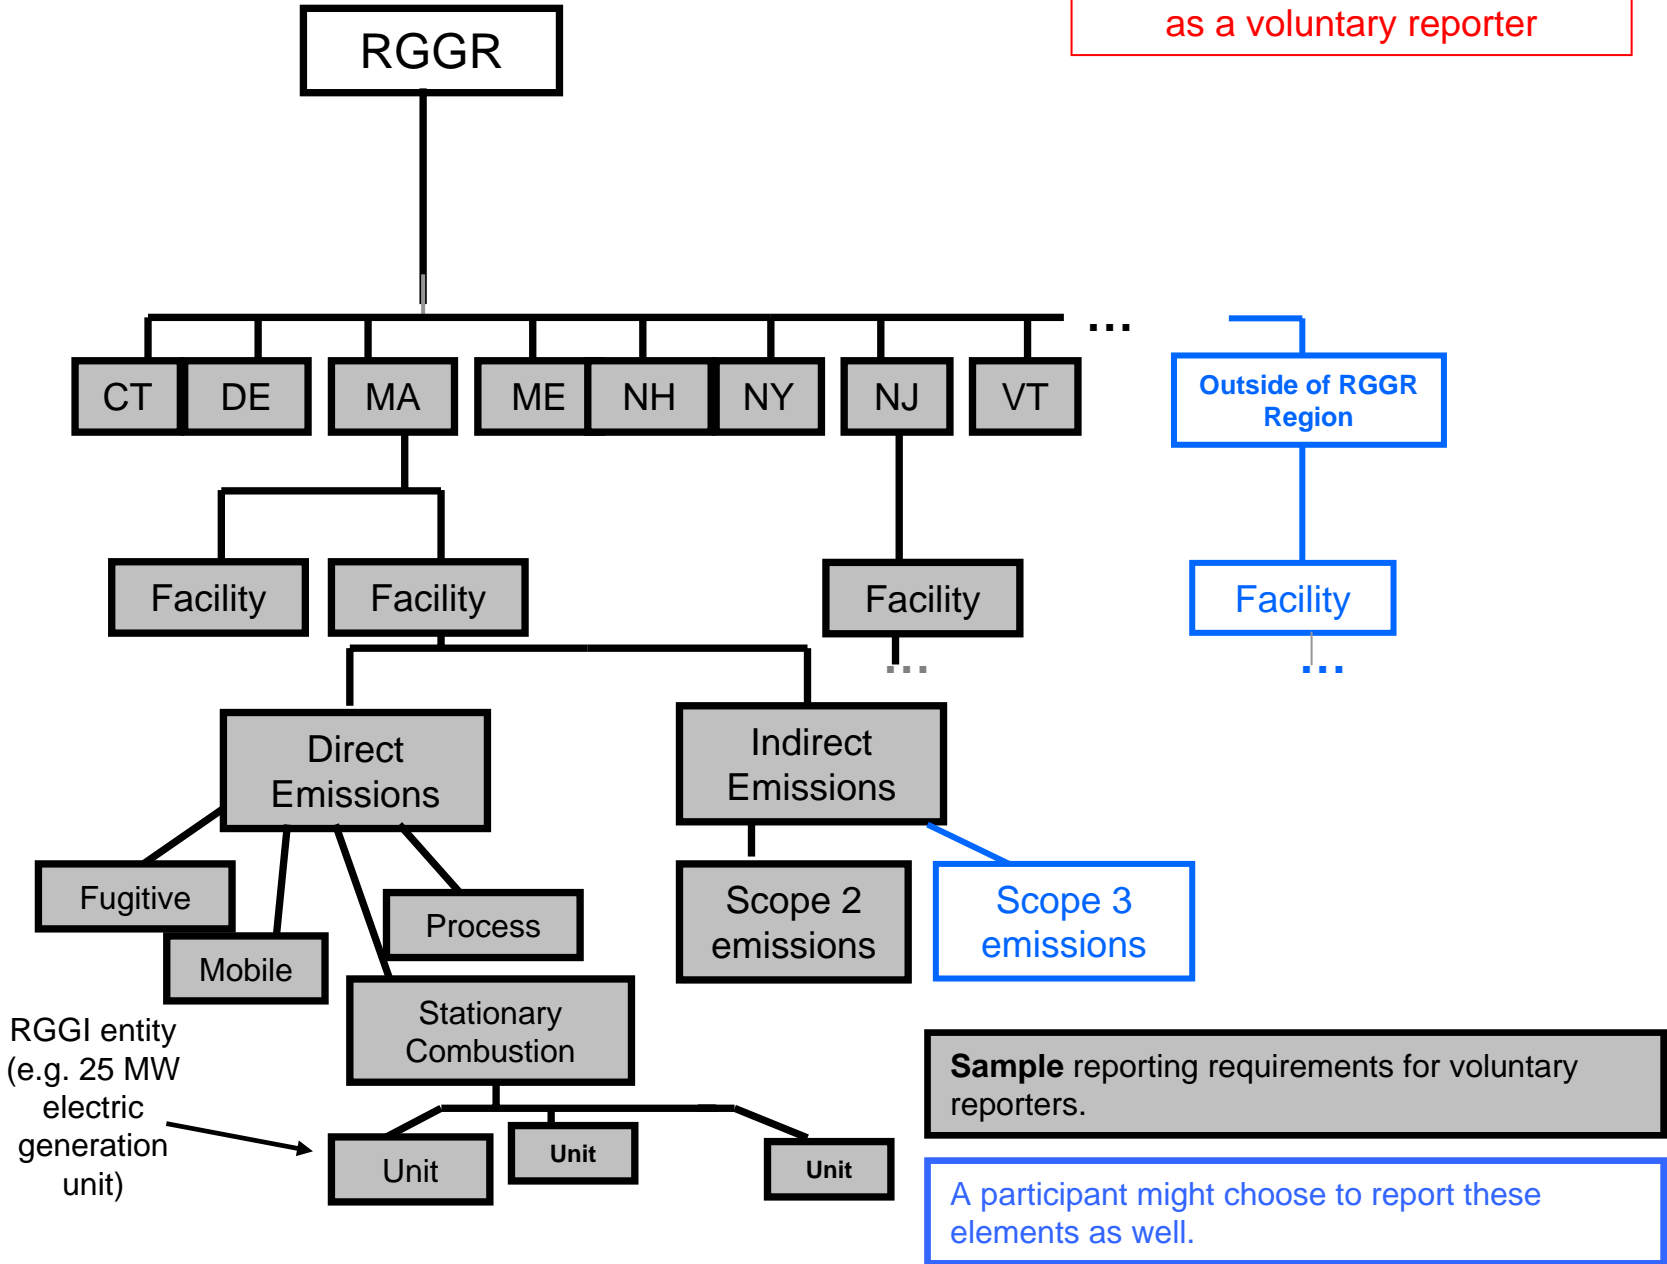 as a voluntary reporter
RGGR
...
CT DE MA ME NH NY NJ VT
Outside of RGGR
Region
Facility Facility Facility Facility
... ...
Direct
Emissions
Indirect
Emissions
Fugitive
Mobile
Process
Stationary
Combustion
Scope 2
emissions
Scope 3
emissions
RGGI entity
(e.g. 25 MW
electric
generation
unit)
Unit
Unit
Unit
Sample reporting requirements for voluntary
reporters.
A participant might choose to report these
elements as well.